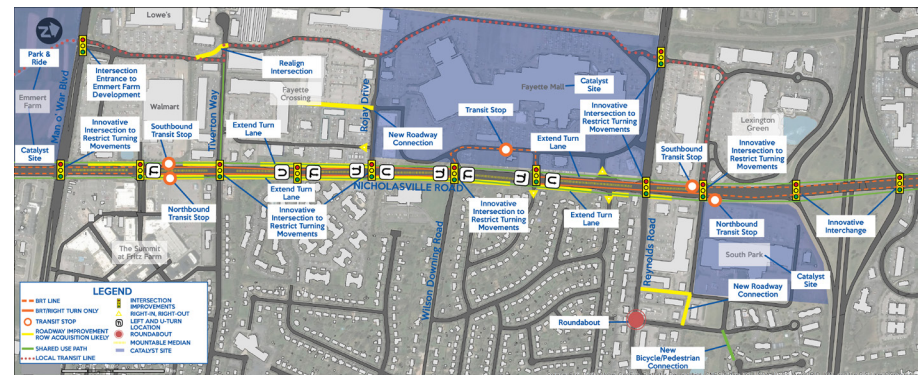 Lowe's
Z
Park &
Ride
Emmert
Farm
Catalyst
Site
Man o' War Blvd
Intersection
Entrance to
Emmert Farm
Development
Walmart
Southbound
Transit Stop
Innovative
Intersection to
Restrict Turning
Movements
Tiverton Way
Realign
Intersection
Fayette
Crossing
Extend Turn
Lane
Rojay Drive
New Roadway
Connection
Transit Stop
Fayette Mall
Catalyst
Site
Extend Turn
Lane
Innovative
Intersection to
Restrict Turning
Movements
Lexington
Green
Southbound
Transit Stop
Innovative
Intersection to
Restrict Turning
Movements
NICHOLASVILLE ROAD
Northbound
Transit Stop
Extend Turn
Lane
Innovative
Intersection to
Restrict Turning
Movements
Innovative
Intersection to
Restrict Turning
Movements
Extend Turn
Lane
Northbound
Transit Stop
Innovative
Interchange
The Summit
at Fritz Farm
Wilson Downing Road
Reynolds Road
South Park
Catalyst
Site
New Roadway
Connection
Roundabout
New
Bicycle/Pedestrian
Connection
LEGEND
BRT LINE
BRT/RIGHT TURN ONLY
TRANSIT STOP
ROADWAY IMPROVEMENT
ROW ACQUISITION LIKELY
SHARED USE PATH
LOCAL TRANSIT LINE
INTERSECTION
IMPROVEMENTS
RIGHT-IN, RIGHT-OUT
LEFT AND U-TURN
LOCATION
ROUNDABOUT
MOUNTABLE MEDIAN
CATALYST SITE